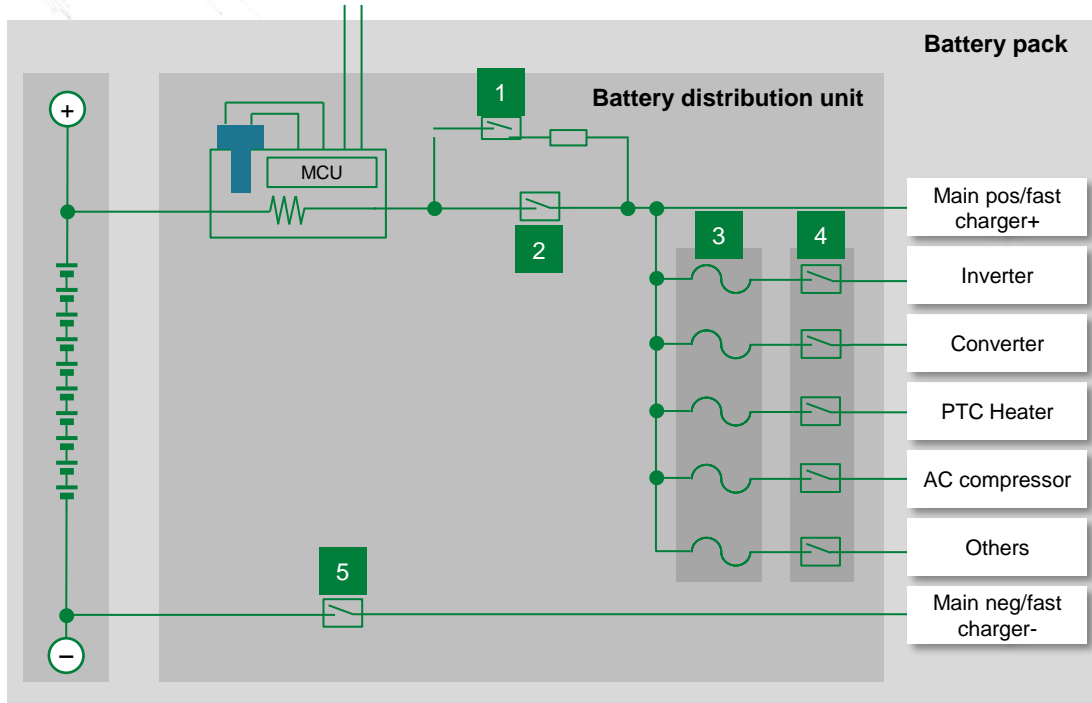 Battery pack
+
1
Battery distribution unit
MCU
2
3
4
Main pos/fast
charger+
Inverter
Converter
PTC Heater
AC compressor
Others
5
Main neg/fast
charger-
−